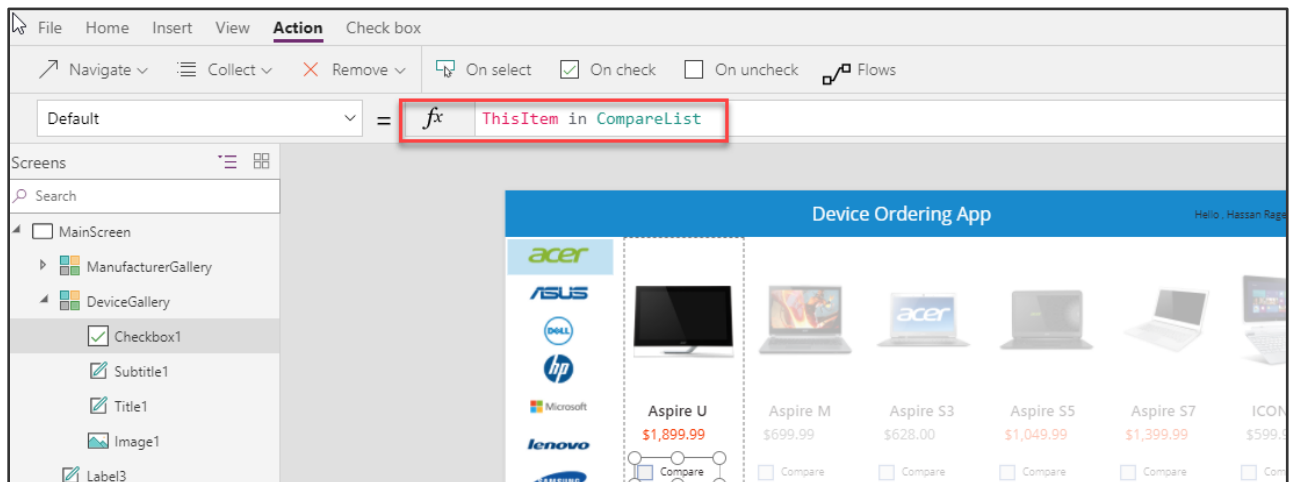 File Home Insert View Action Check box
Navigate Collect Remove On select On check On uncheck Flows
Default = fx ThisItem in CompareList
Screens
Search
MainScreen
ManufacturerGallery
DeviceGallery
Checkbox1
Subtitle1
Title1
Image1
Label3
Device Ordering App
Hello , Hassan Rage
acer
ASUS
DELL
hp
Microsoft
lenovo
SAMSUNG
acer
Aspire U Aspire M Aspire S3 Aspire S5 Aspire S7 ICON
$1,899.99 $699.99 $628.00 $1,049.99 $1,399.99 $599.9
Compare Compare Compare Compare Compare Com